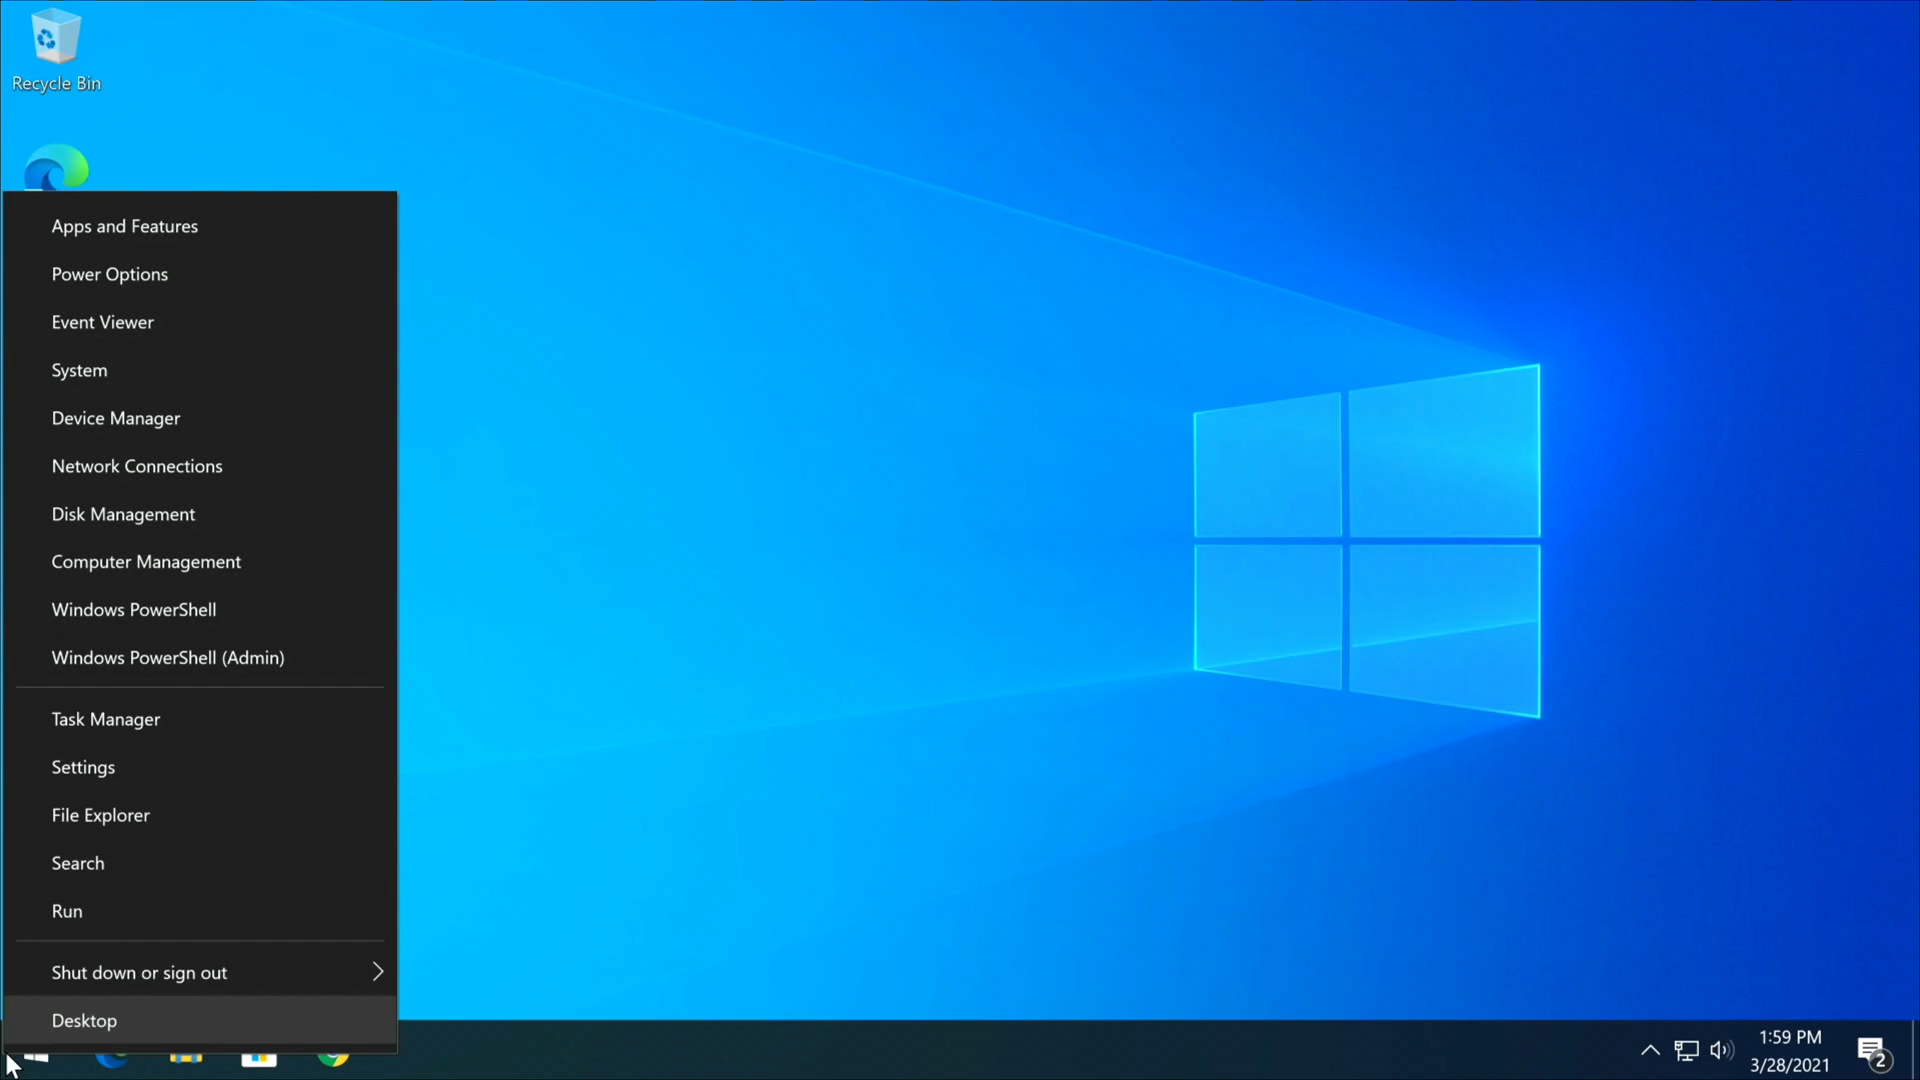 Recycle Bin
Apps and Features
Power Options
Event Viewer
System
Device Manager
Network Connections
Disk Management
Computer Management
Windows PowerShell
Windows PowerShell (Admin)
Task Manager
Settings
File Explorer
Search
Run
Shut down or sign out
Desktop
1:59 PM
3/28/2021
2